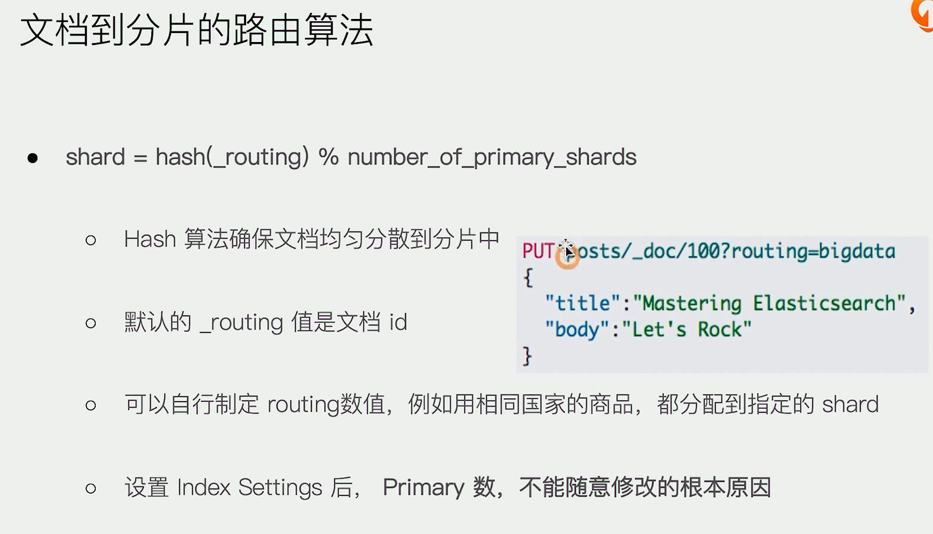 文档到分片的路由算法
shard = hash(_routing) % number_of_primary_shards
Hash 算法确保文档均匀分散到分片中
默认的 _routing 值是文档 id
可以自行制定 routing数值，例如用相同国家的商品，都分配到指定的 shard
设置 Index Settings 后， Primary 数，不能随意修改的根本原因
PUT posts/_doc/100?routing=bigdata
{
"title":"Mastering Elasticsearch",
"body":"Let's Rock"
}